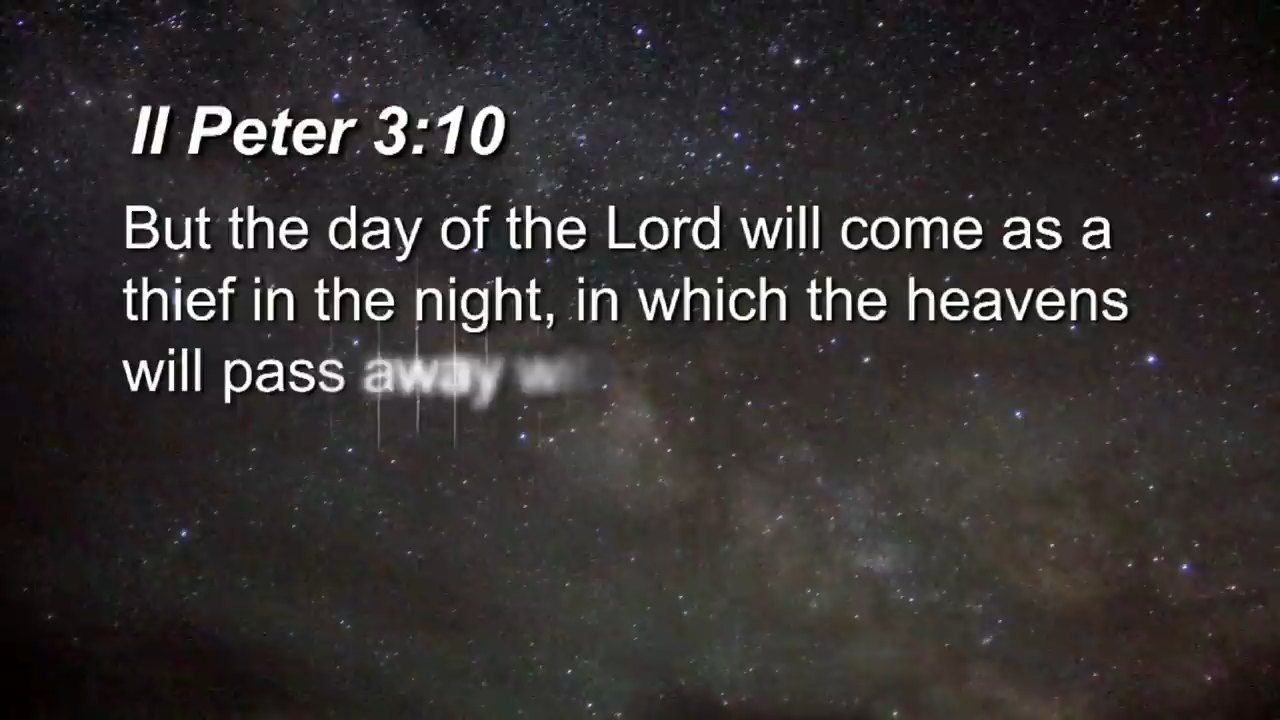 II Peter 3:10
But the day of the Lord will come as a
thief in the night, in which the heavens
will pass away